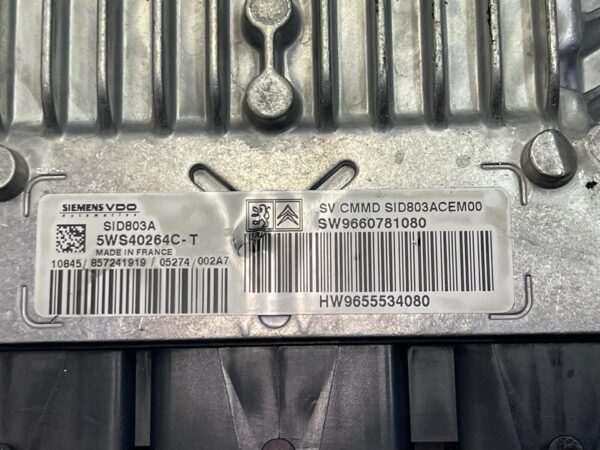 SIEMENS VDO
Automotive
SID803A
5WS40264C-T
MADE IN FRANCE
10845/ 857241919 / 05274 / 002A7
SV CMMD SID803ACEM00
SW9660781080
HW9655534080